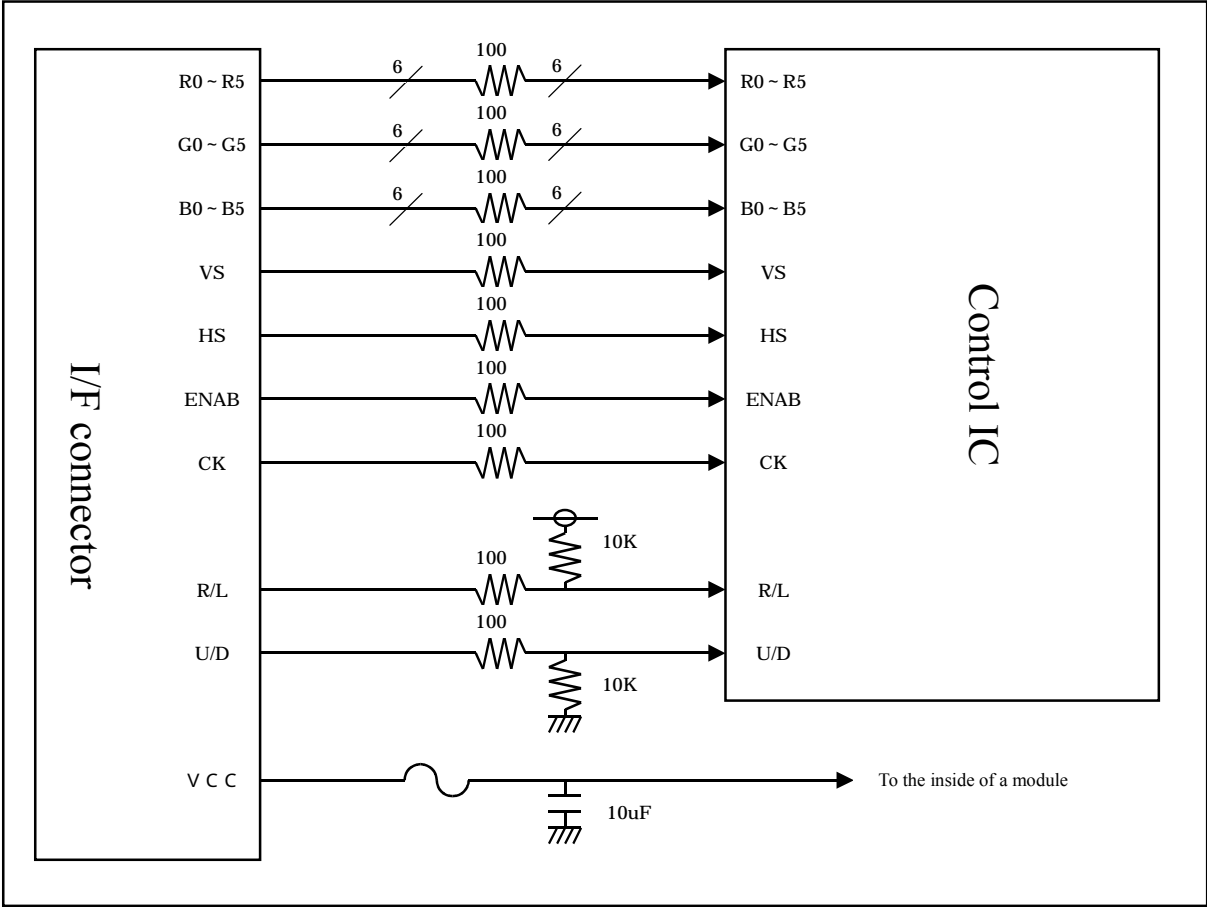 I/F connector
Control IC
R0 ~ R5
6
100
6
R0 ~ R5
G0 ~ G5
6
100
6
G0 ~ G5
B0 ~ B5
6
100
6
B0 ~ B5
VS
100
VS
HS
100
HS
ENAB
100
ENAB
CK
100
CK
10K
R/L
100
R/L
U/D
100
U/D
10K
V C C
To the inside of a module
10uF